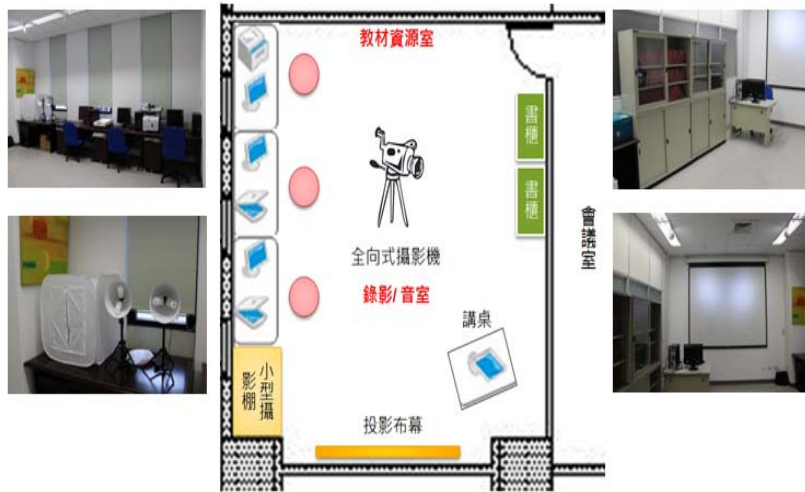 教材資源室
書櫃
書櫃
會議室
全向式攝影機
錄影/音室
講桌
小型攝
影棚
投影布幕